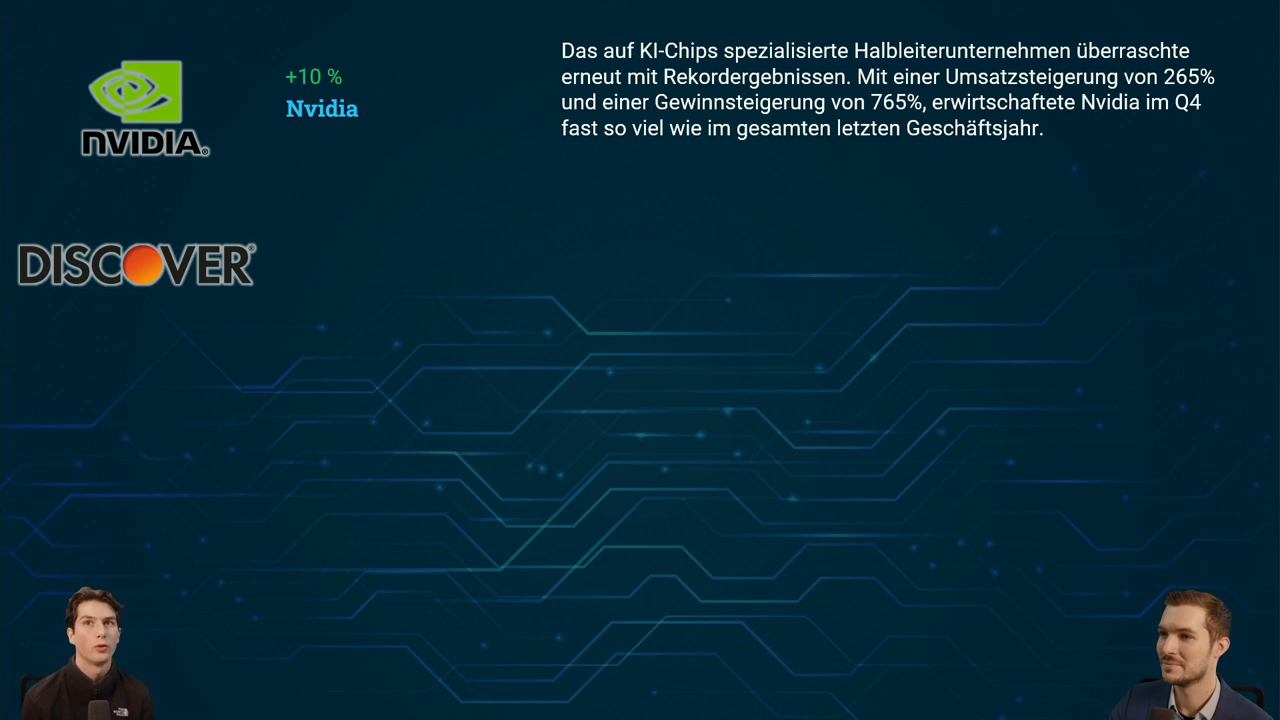 NVIDIA.
+10 %
Nvidia
Das auf KI-Chips spezialisierte Halbleiterunternehmen überraschte
erneut mit Rekordergebnissen. Mit einer Umsatzsteigerung von 265%
und einer Gewinnsteigerung von 765%, erwirtschaftete Nvidia im Q4
fast so viel wie im gesamten letzten Geschäftsjahr.
DISCOVER®